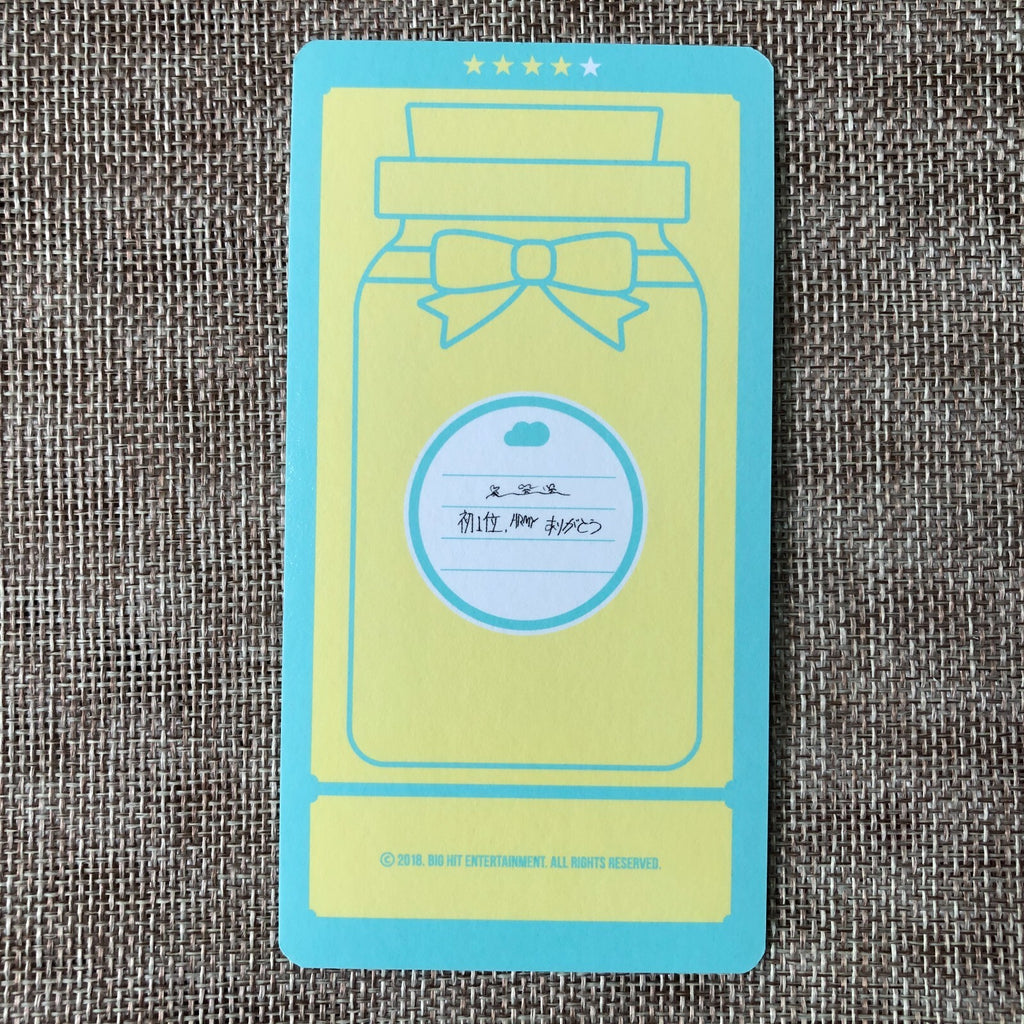 初1位. ARMY ありがとう
© 2018. BIG HIT ENTERTAINMENT. ALL RIGHTS RESERVED.